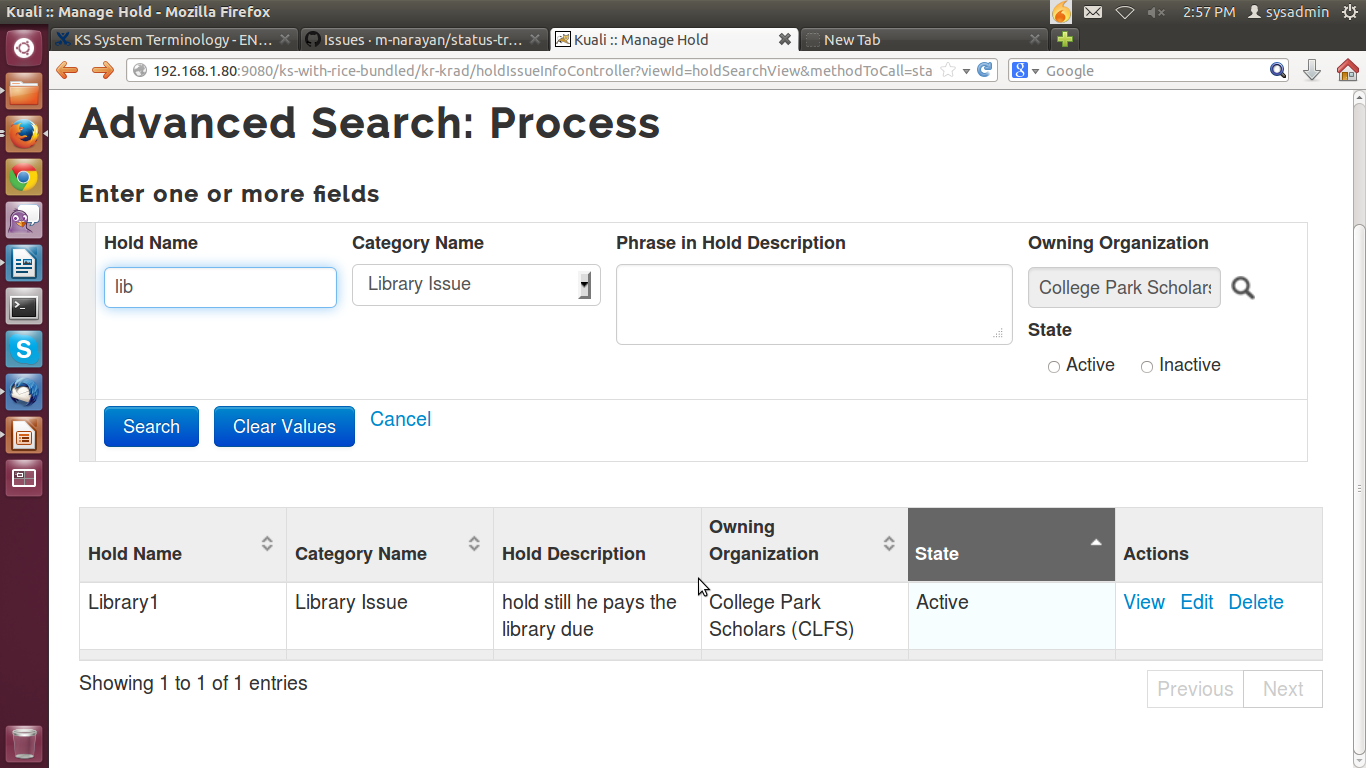 Kuali :: Manage Hold - Mozilla Firefox
2:57 PM sysadmin
KS System Terminology - EN...
Issues · m-narayan/status-tr...
Kuali :: Manage Hold
New Tab
192.168.1.80:9080/ks-with-rice-bundled/kr-krad/holdIssueInfoController?viewId=holdSearchView&methodToCall=sta
Google
Advanced Search: Process
Enter one or more fields
Hold Name Category Name Phrase in Hold Description Owning Organization
lib Library Issue College Park Scholars
State
Active Inactive
Search Clear Values Cancel
Hold Name Category Name Hold Description Owning Organization State Actions
Library1 Library Issue hold still he pays the library due College Park Scholars (CLFS) Active View Edit Delete
Showing 1 to 1 of 1 entries
Previous Next